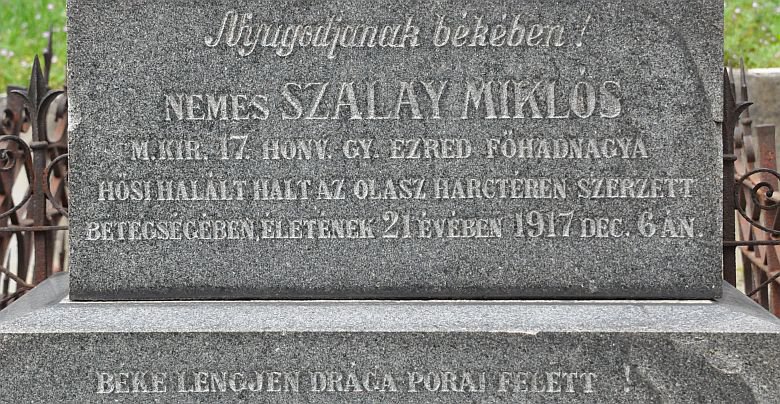 Nyugodjanak békében!
NEMES SZALAY MIKLÓS
M. KIR. 17. HONV. GY. EZRED FŐHADNAGYA
HŐSI HALÁLT HALT AZ OLASZ HARCTÉREN SZERZETT
BETEGSÉGÉBEN, ÉLETENEK 21 ÉVÉBEN 1917 DEC. 6 ÁN.
BÉKE LENGJEN DRÁGA PORAI FELETT !